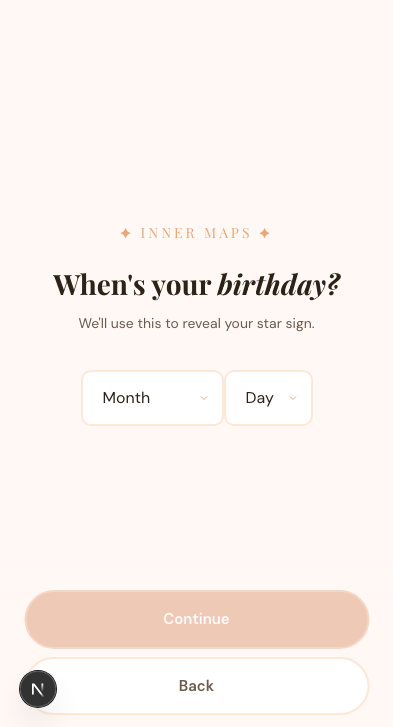 ✦ INNER MAPS ✦
When's your birthday?
We'll use this to reveal your star sign.
Month Day
Continue
Back
N